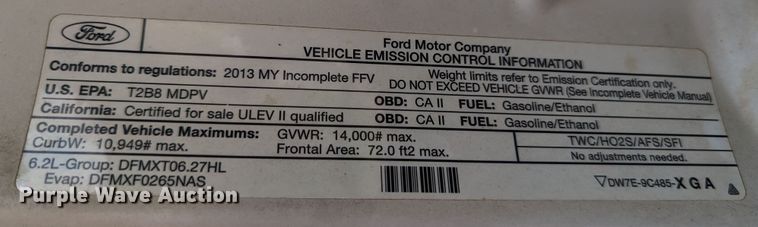 Ford
Ford Motor Company
VEHICLE EMISSION CONTROL INFORMATION
Conforms to regulations: 2013 MY Incomplete FFV
Weight limits refer to Emission Certification only.
DO NOT EXCEED VEHICLE GVWR (See Incomplete Vehicle Manual)
U.S. EPA: T2B8 MDPV OBD: CA II FUEL: Gasoline/Ethanol
California: Certified for sale ULEV II qualified OBD: CA II FUEL: Gasoline/Ethanol
Completed Vehicle Maximums: GVWR: 14,000# max.
CurbW: 10,949# max. Frontal Area: 72.0 ft2 max.
TWC/HO2S/AFS/SFI
No adjustments needed.
6.2L-Group: DFMXT06.27HL
Evap: DFMXF0265NAS
▽DW7E-9C485-XGA
Purple Wave Auction